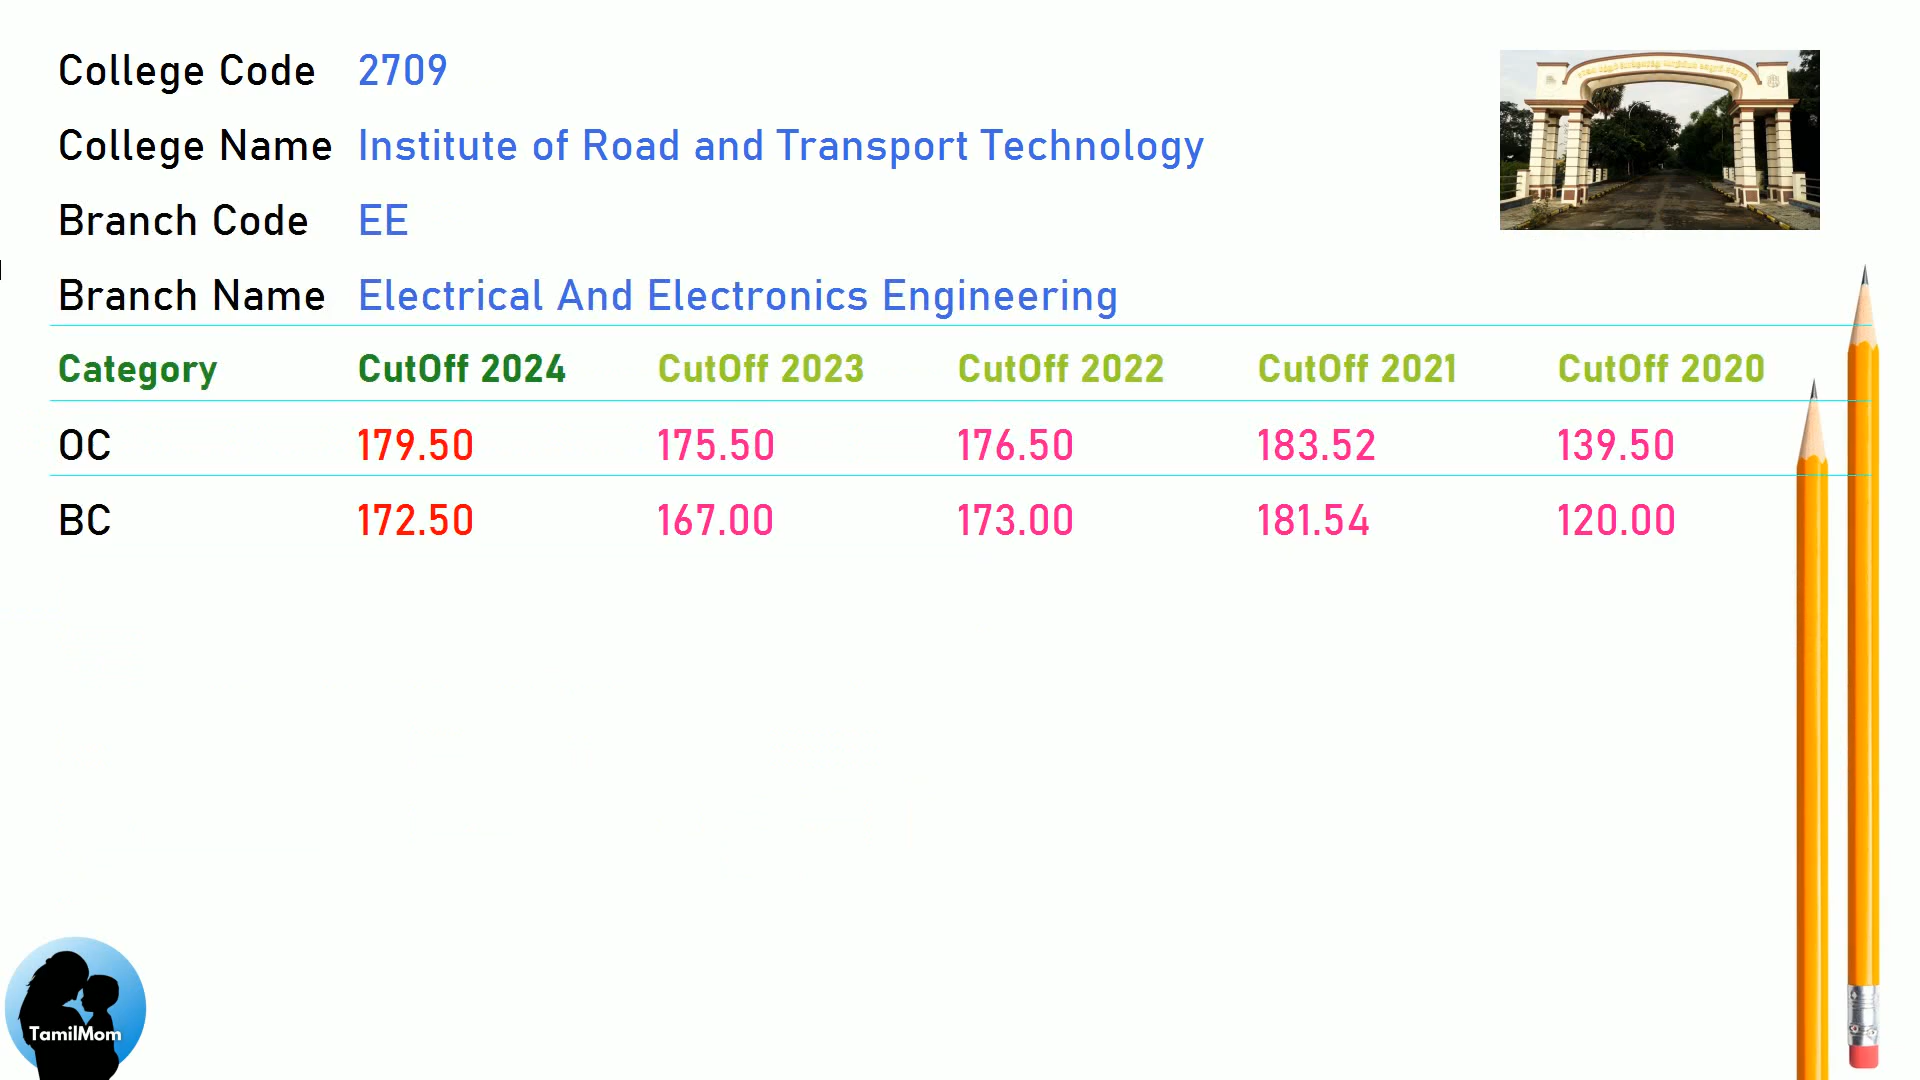 College Code 2709
College Name Institute of Road and Transport Technology
Branch Code EE
Branch Name Electrical And Electronics Engineering
Category CutOff 2024 CutOff 2023 CutOff 2022 CutOff 2021 CutOff 2020
OC 179.50 175.50 176.50 183.52 139.50
BC 172.50 167.00 173.00 181.54 120.00
TamilMom